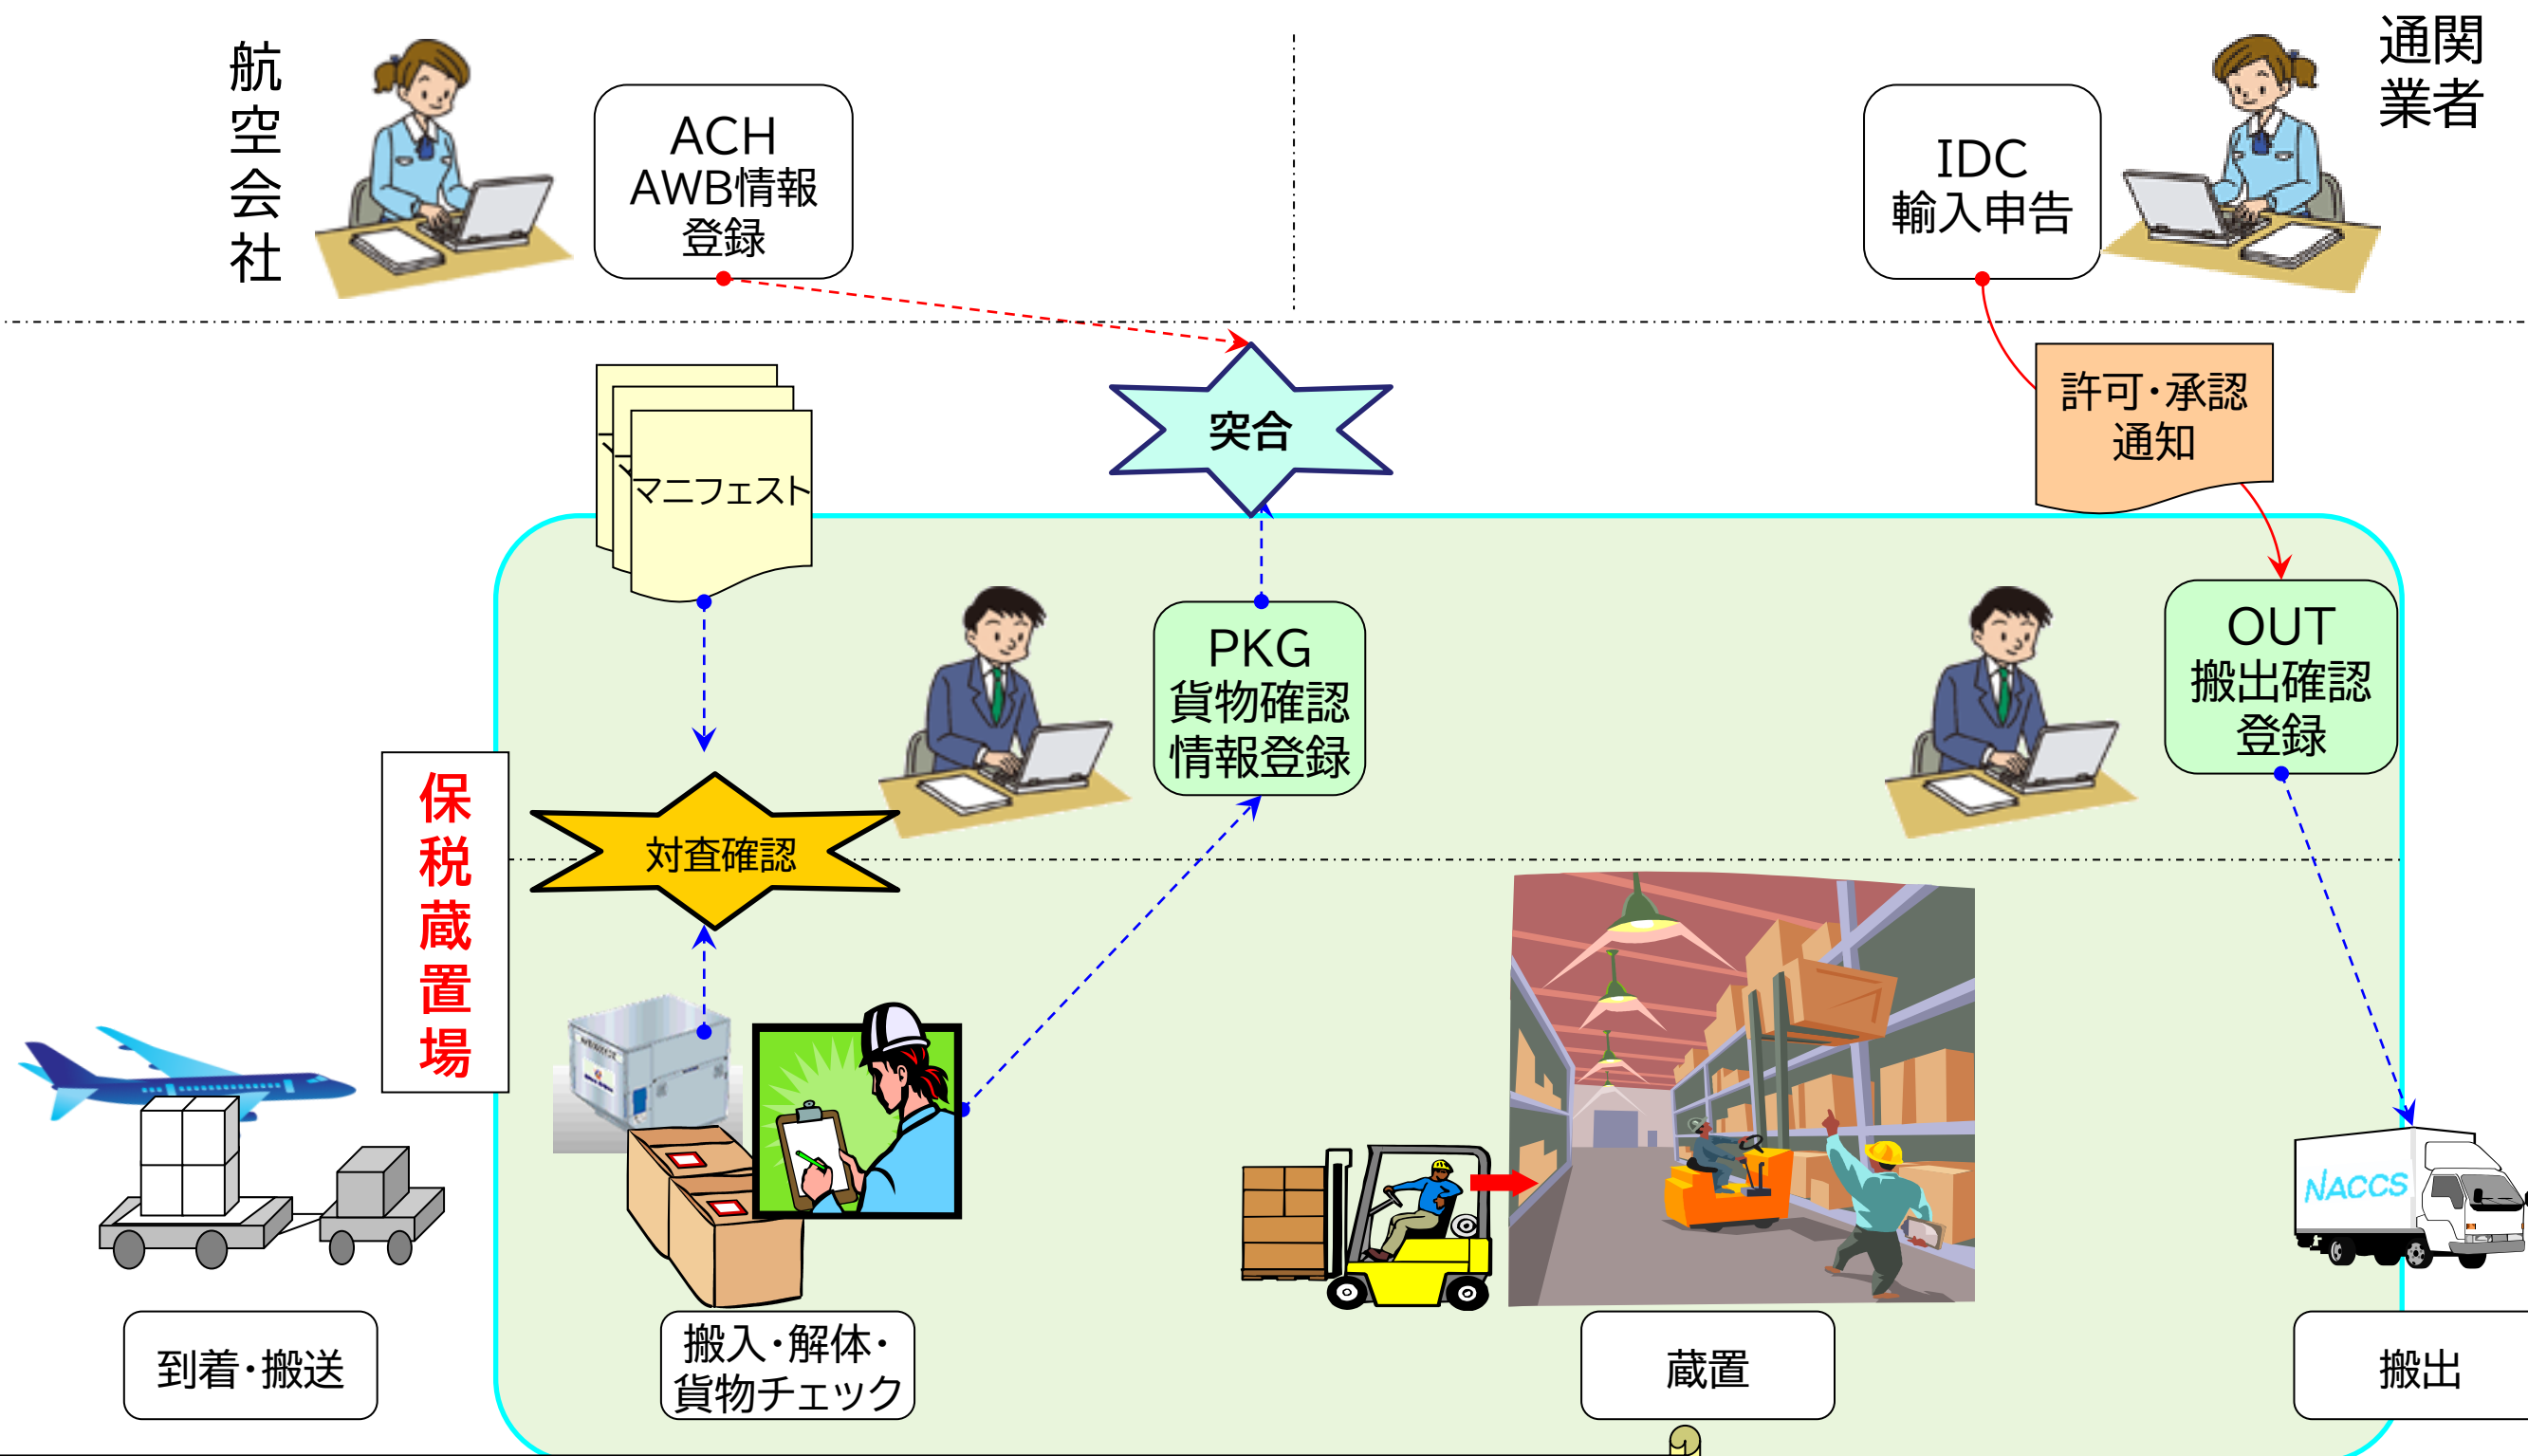 航空会社
ACH
AWB情報
登録
IDC
輸入申告
通関
業者
マニフェスト
突合
許可・承認
通知
PKG
貨物確認
情報登録
OUT
搬出確認
登録
保税蔵置場
対査確認
NACCS
到着・搬送
搬入・解体・
貨物チェック
蔵置
搬出